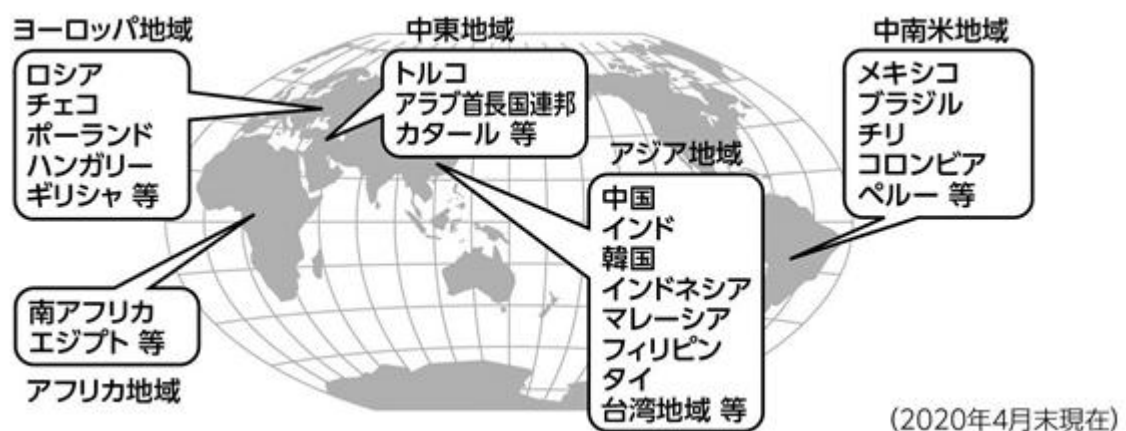 ヨーロッパ地域
ロシア
チェコ
ポーランド
ハンガリー
ギリシャ 等
中東地域
トルコ
アラブ首長国連邦
カタール 等
中南米地域
メキシコ
ブラジル
チリ
コロンビア
ペルー 等
アジア地域
中国
インド
韓国
インドネシア
マレーシア
フィリピン
タイ
台湾地域 等
南アフリカ
エジプト 等
アフリカ地域
(2020年4月末現在)